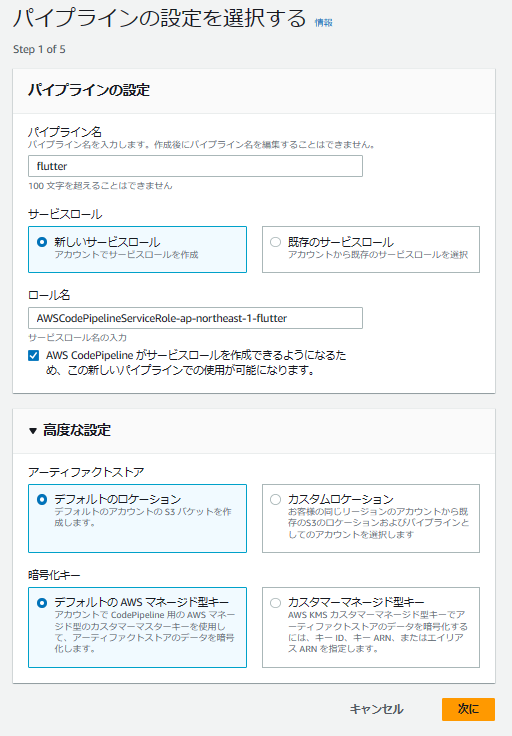 パイプラインの設定を選択する 情報
Step 1 of 5
パイプラインの設定
パイプライン名
パイプライン名を入力します。作成後にパイプライン名を編集することはできません。
flutter
100 文字を超えることはできません
サービスロール
新しいサービスロール
アカウントでサービスロールを作成
既存のサービスロール
アカウントから既存のサービスロールを選択
ロール名
AWSCodePipelineServiceRole-ap-northeast-1-flutter
サービスロール名の入力
AWS CodePipeline がサービスロールを作成できるようになるた
め、この新しいパイプラインでの使用が可能になります。
高度な設定
アーティファクトストア
デフォルトのロケーション
デフォルトのアカウントの S3 バケットを作
成します。
カスタムロケーション
お客様の同じリージョンのアカウントから既
存のS3のロケーションおよびパイプラインと
してのアカウントを選択します
暗号化キー
デフォルトの AWS マネージド型キー
アカウントで CodePipeline 用の AWS マネー
ジド型のカスタマーマスターキーを使用し
て、アーティファクトストアのデータを暗号
化します。
カスタマーマネージド型キー
AWS KMS カスタマーマネージド型キーでア
ーティファクトストアのデータを暗号化する
には、キー ID、キー ARN、またはエイリア
ス ARN を指定します。
キャンセル
次に